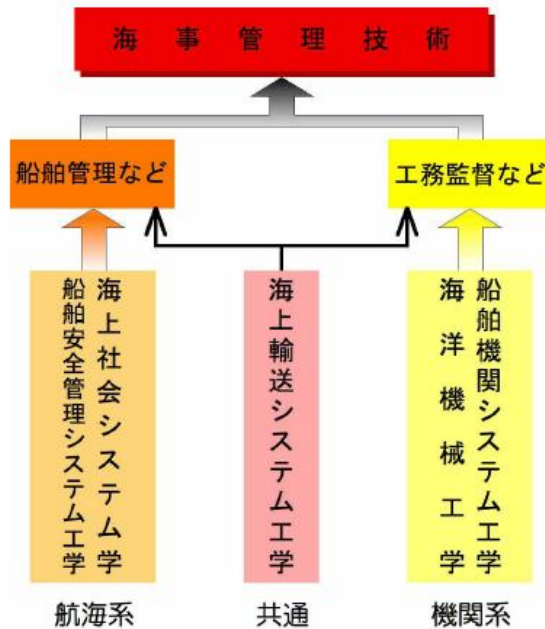 海事管理技術
船舶管理など
工務監督など
海上社会システム学
船舶安全管理システム工学
海上輸送システム工学
船舶機関システム工学
海洋機械工学
航海系
共通
機関系